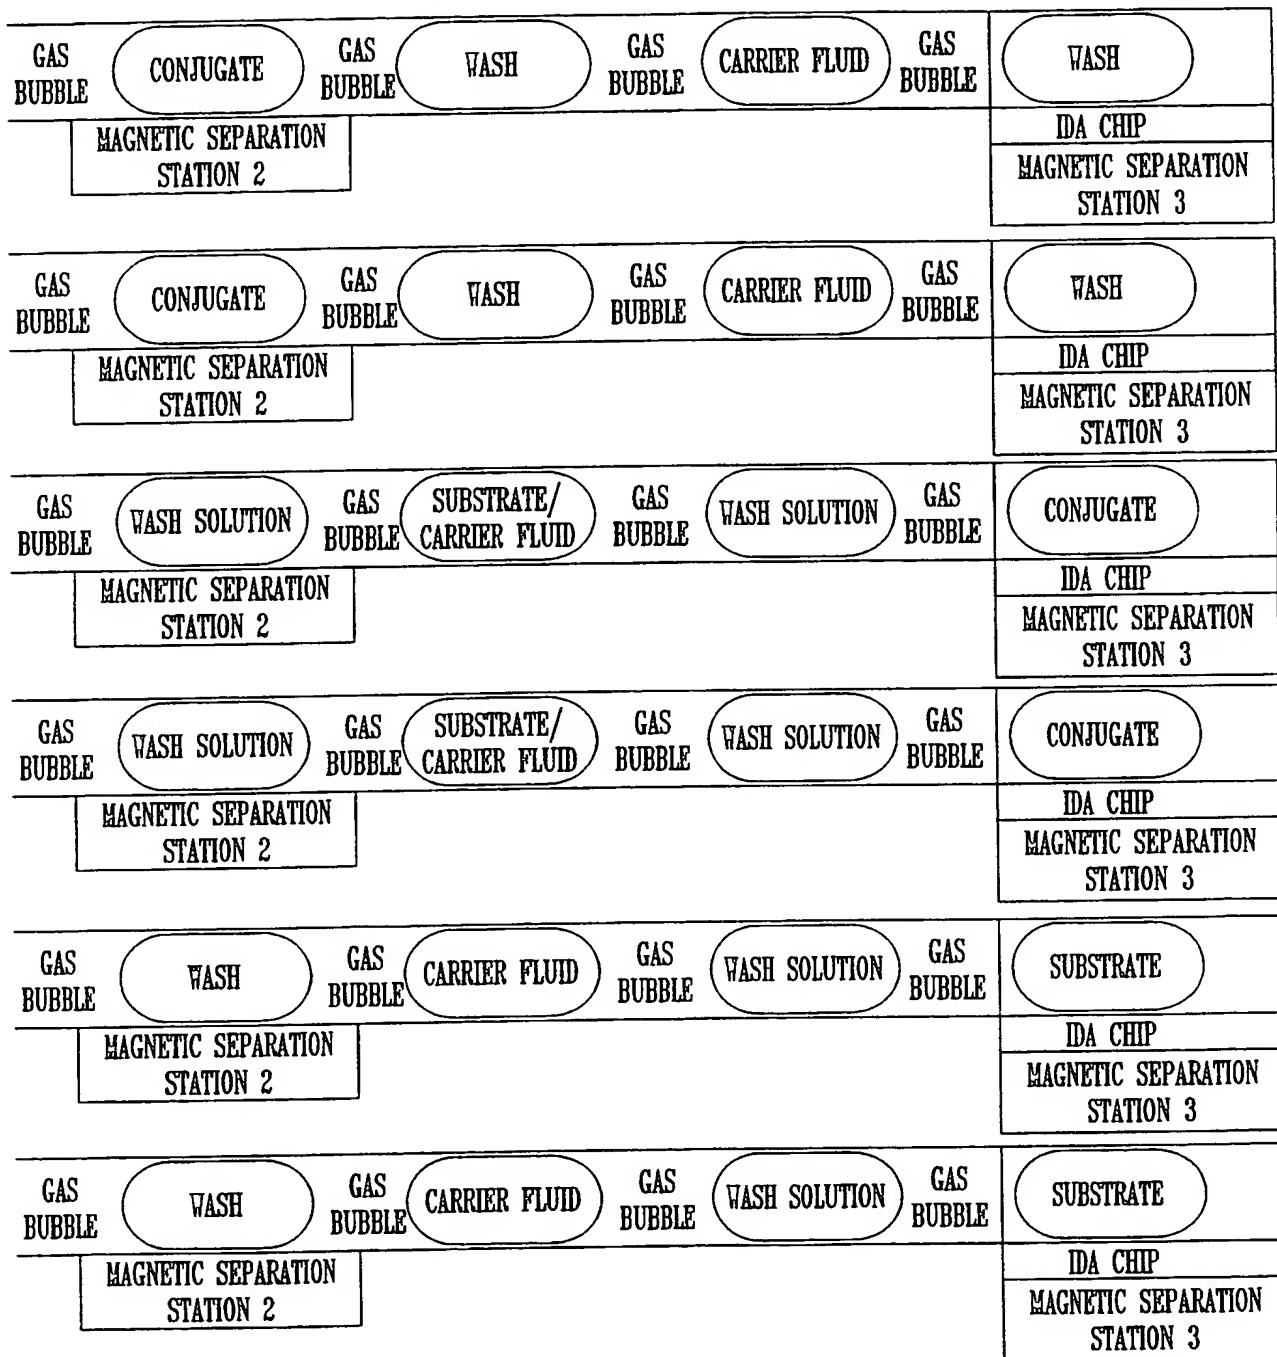 GAS BUBBLE
CONJUGATE
GAS BUBBLE
WASH
GAS BUBBLE
CARRIER FLUID
GAS BUBBLE
WASH
MAGNETIC SEPARATION
STATION 2
IDA CHIP
MAGNETIC SEPARATION
STATION 3
GAS BUBBLE
CONJUGATE
GAS BUBBLE
WASH
GAS BUBBLE
CARRIER FLUID
GAS BUBBLE
WASH
MAGNETIC SEPARATION
STATION 2
IDA CHIP
MAGNETIC SEPARATION
STATION 3
GAS BUBBLE
WASH SOLUTION
GAS BUBBLE
SUBSTRATE/
CARRIER FLUID
GAS BUBBLE
WASH SOLUTION
GAS BUBBLE
CONJUGATE
MAGNETIC SEPARATION
STATION 2
IDA CHIP
MAGNETIC SEPARATION
STATION 3
GAS BUBBLE
WASH SOLUTION
GAS BUBBLE
SUBSTRATE/
CARRIER FLUID
GAS BUBBLE
WASH SOLUTION
GAS BUBBLE
CONJUGATE
MAGNETIC SEPARATION
STATION 2
IDA CHIP
MAGNETIC SEPARATION
STATION 3
GAS BUBBLE
WASH
GAS BUBBLE
CARRIER FLUID
GAS BUBBLE
WASH SOLUTION
GAS BUBBLE
SUBSTRATE
MAGNETIC SEPARATION
STATION 2
IDA CHIP
MAGNETIC SEPARATION
STATION 3
GAS BUBBLE
WASH
GAS BUBBLE
CARRIER FLUID
GAS BUBBLE
WASH SOLUTION
GAS BUBBLE
SUBSTRATE
MAGNETIC SEPARATION
STATION 2
IDA CHIP
MAGNETIC SEPARATION
STATION 3